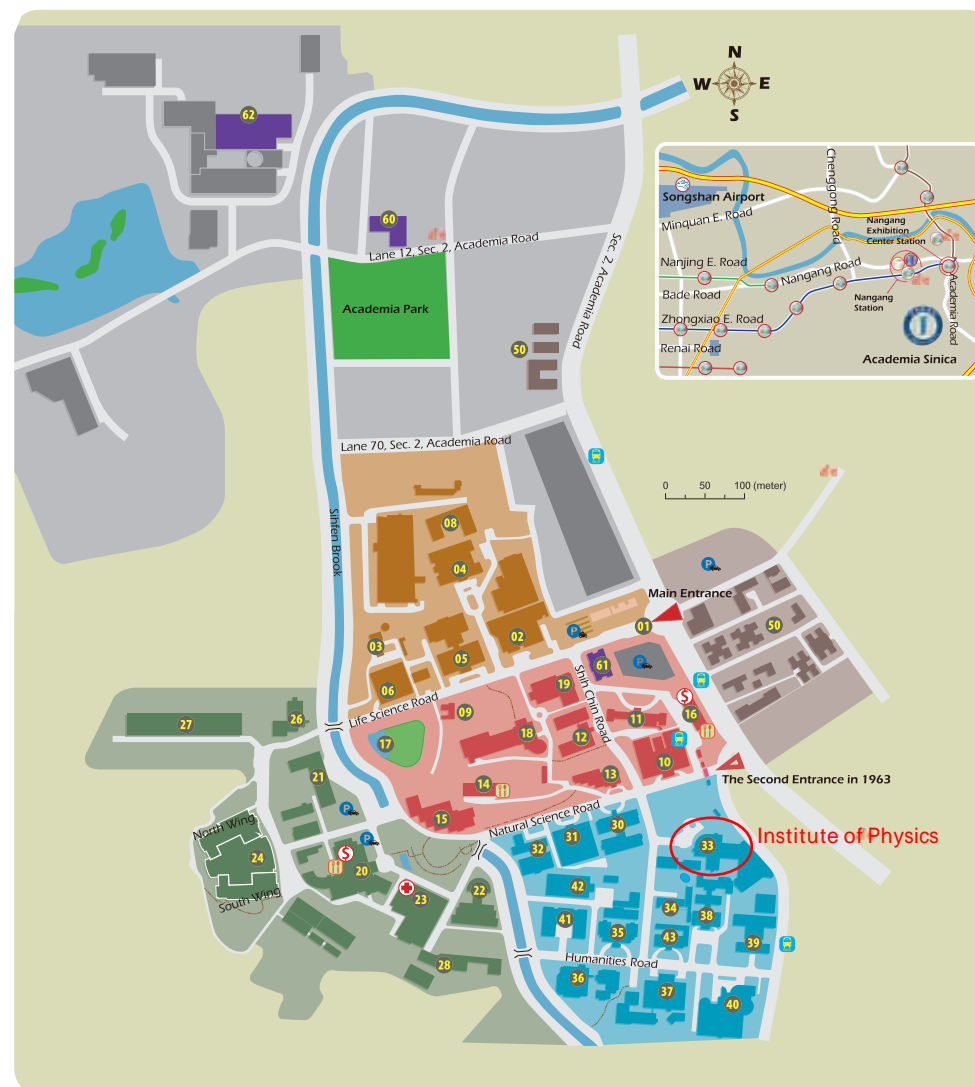 N
W
E
S
62
Songshan Airport
Minquan E. Road
Chenggong Road
Nangang
Exhibition
Center Station
Nanjing E. Road
Nangang Road
Bade Road
Nangang
Station
Academia Road
Zhongxiao E. Road
Renai Road
Academia Sinica
60
Lane 12, Sec. 2, Academia Road
Sec. 2, Academia Road
Academia Park
50
Lane 70, Sec. 2, Academia Road
0 50 100 (meter)
Sihfen Brook
08
04
P
Main Entrance
01
50
02
P
03
05
61
P
06
Life Science Road
Shih Chin Road
19
$
16
09
11
27
26
17
18
12
10
21
14
13
The Second Entrance in 1963
P
15
Natural Science Road
30
31
33
Institute of Physics
North Wing
P
32
24
$
20
South Wing
23
22
42
34
38
41
35
43
39
28
Humanities Road
36
37
40